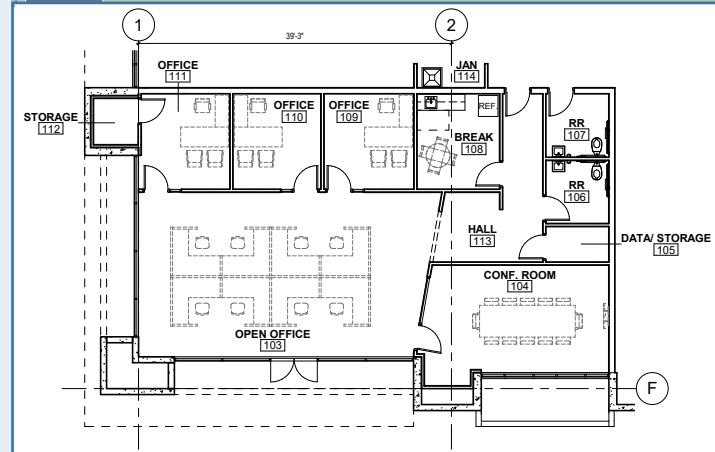 1
2
39'-3"
OFFICE
111
JAN
114
STORAGE
112
OFFICE
110
OFFICE
109
REF.
BREAK
108
RR
107
RR
106
HALL
113
DATA/ STORAGE
105
CONF. ROOM
104
OPEN OFFICE
103
F